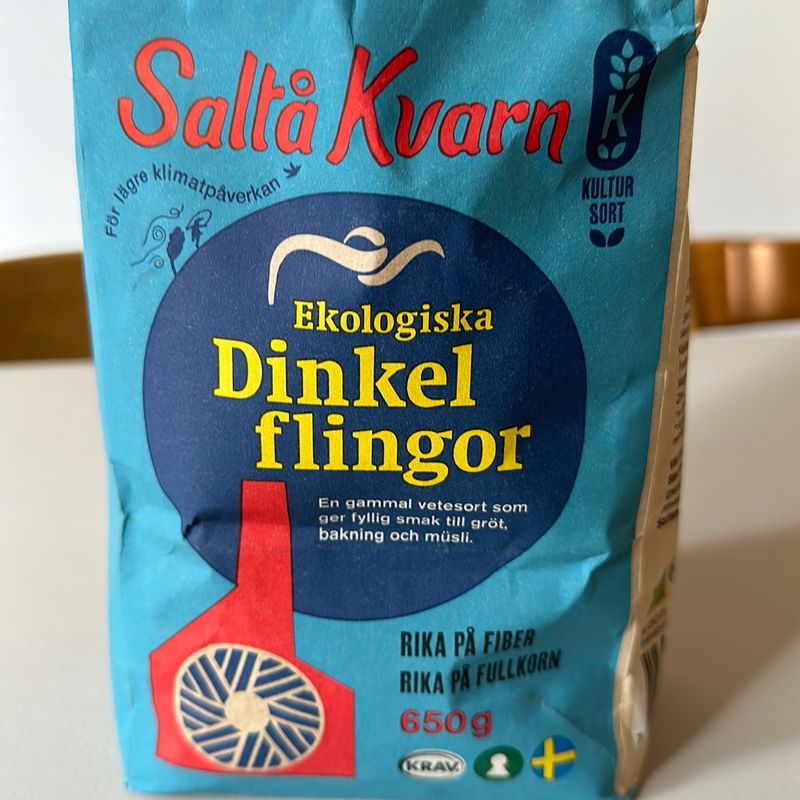 Saltå Kvarn
K
KULTUR
SORT
För lägre klimatpåverkan
Ekologiska
Dinkel
flingor
En gammal vetesort som
ger fyllig smak till gröt,
bakning och müsli.
RIKA PÅ FIBER
RIKA PÅ FULLKORN
650g
KRAV